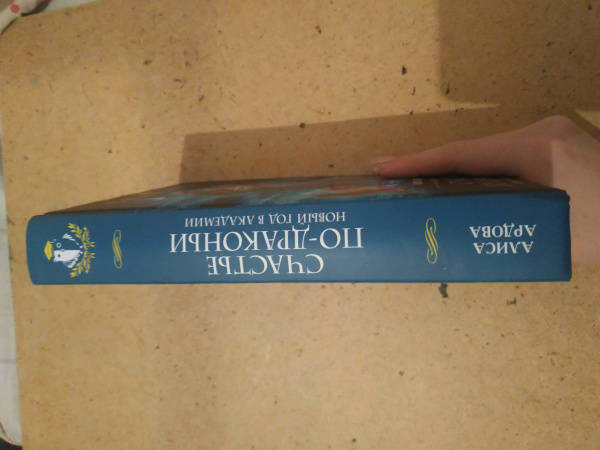 АЛИСА
АРДОВА
СЧАСТЬЕ
ПО-ДРАКОНЬИ
НОВЫЙ ГОД В АКАДЕМИИ